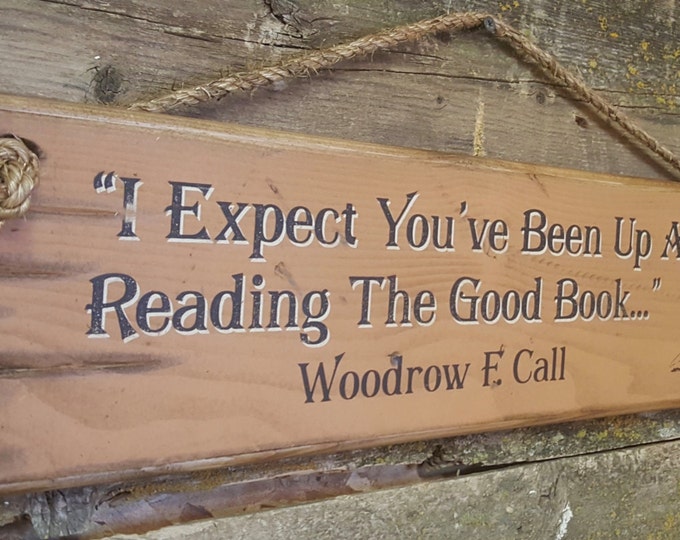 “I Expect You’ve Been Up A
Reading The Good Book...”
Woodrow F. Call